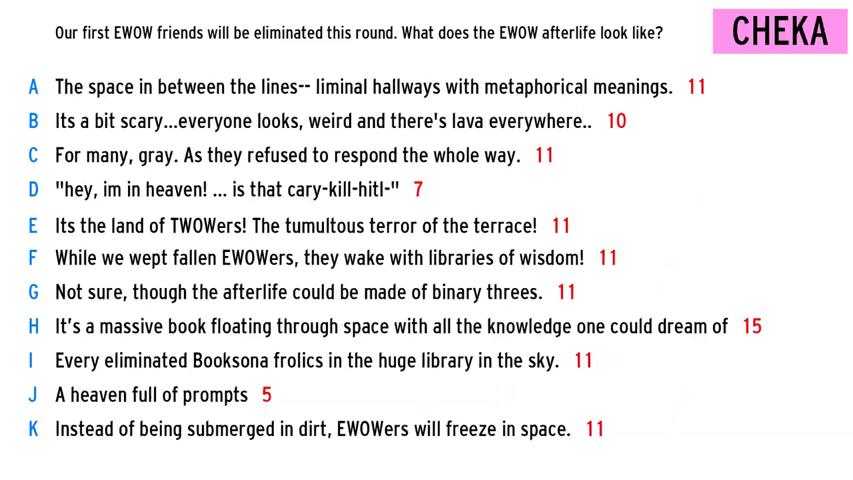 Our first EWOW friends will be eliminated this round. What does the EWOW afterlife look like?
CHEKA
A The space in between the lines-- liminal hallways with metaphorical meanings. 11
B Its a bit scary...everyone looks, weird and there's lava everywhere.. 10
C For many, gray. As they refused to respond the whole way. 11
D "hey, im in heaven! ... is that cary-kill-hitl-" 7
E Its the land of TWOWers! The tumultous terror of the terrace! 11
F While we wept fallen EWOWers, they wake with libraries of wisdom! 11
G Not sure, though the afterlife could be made of binary threes. 11
H It's a massive book floating through space with all the knowledge one could dream of 15
I Every eliminated Booksona frolics in the huge library in the sky. 11
J A heaven full of prompts 5
K Instead of being submerged in dirt, EWOWers will freeze in space. 11